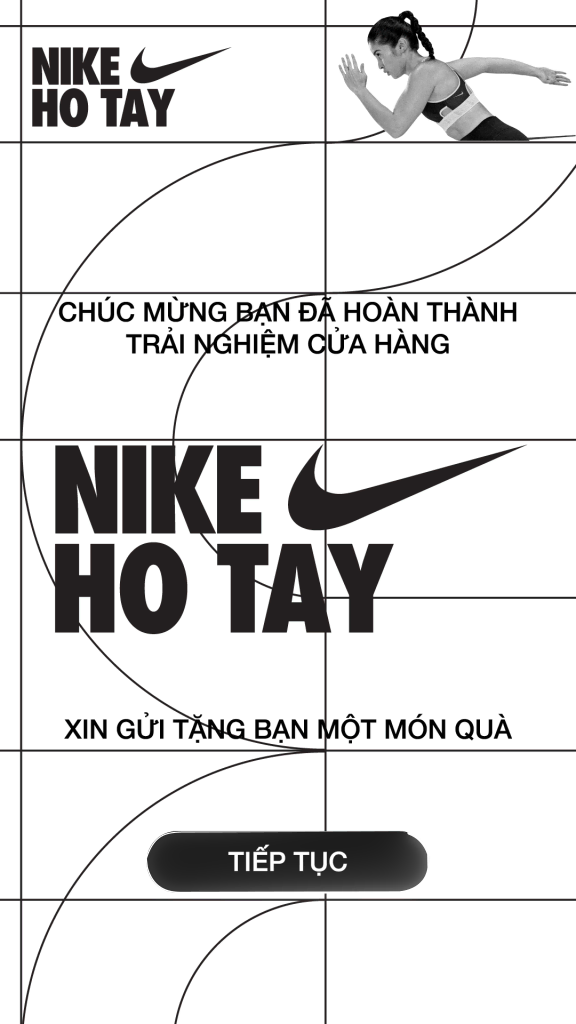 NIKE
HO TAY
CHÚC MỪNG BẠN ĐÃ HOÀN THÀNH
TRẢI NGHIỆM CỬA HÀNG
NIKE
HO TAY
XIN GỬI TẶNG BẠN MỘT MÓN QUÀ
TIẾP TỤC